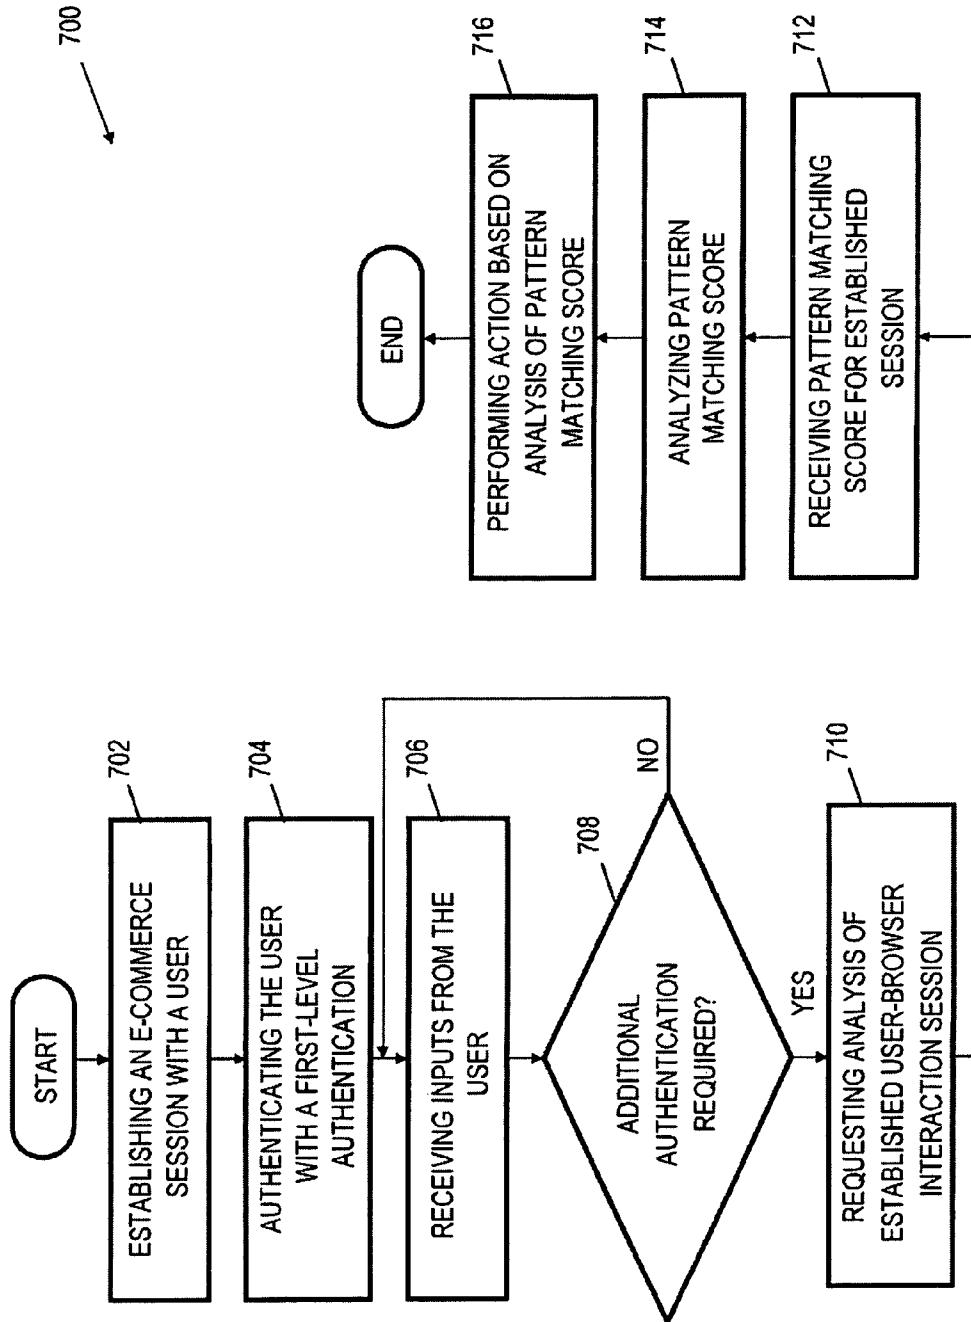 700
START
702
ESTABLISHING AN E-COMMERCE
SESSION WITH A USER
704
AUTHENTICATING THE USER
WITH A FIRST-LEVEL
AUTHENTICATION
706
RECEIVING INPUTS FROM THE
USER
708
ADDITIONAL
AUTHENTICATION
REQUIRED?
NO
YES
710
REQUESTING ANALYSIS OF
ESTABLISHED USER-BROWSER
INTERACTION SESSION
712
RECEIVING PATTERN MATCHING
SCORE FOR ESTABLISHED
SESSION
714
ANALYZING PATTERN
MATCHING SCORE
716
PERFORMING ACTION BASED ON
ANALYSIS OF PATTERN
MATCHING SCORE
END